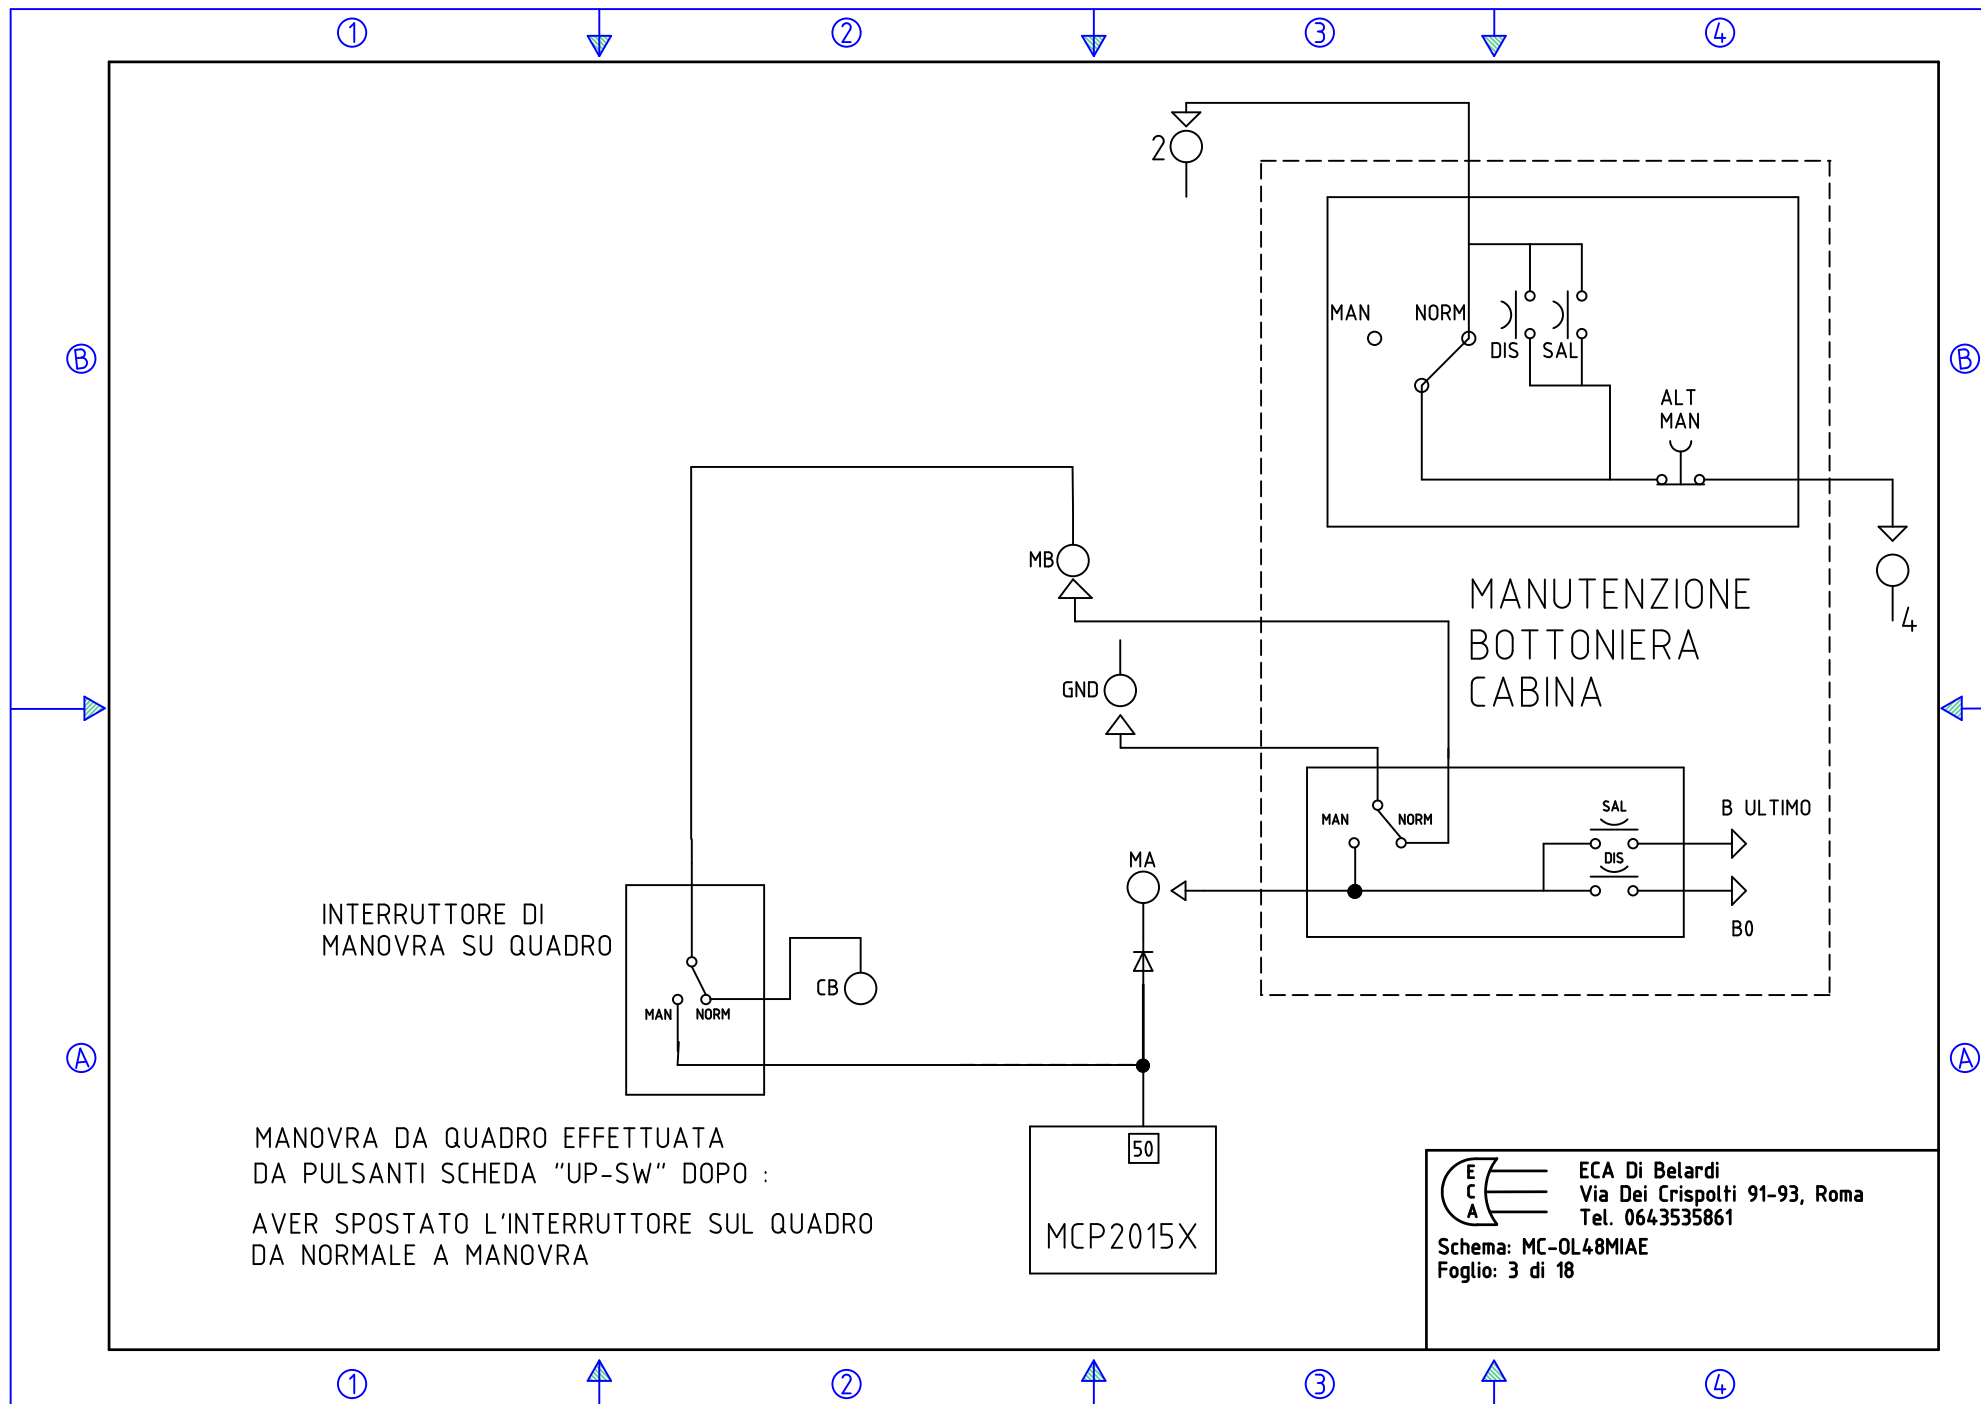 1 2 3 4
2
MAN NORM
DIS SAL
ALT
MAN
B B
MB
MANUTENZIONE
BOTTONIERA
CABINA
4
GND
SAL
B ULTIMO
MAN NORM
DIS
MA
B0
INTERRUTTORE DI
MANOVRA SU QUADRO
CB
MAN NORM
A A
MANOVRA DA QUADRO EFFETTUATA
DA PULSANTI SCHEDA "UP-SW" DOPO :
AVER SPOSTATO L'INTERRUTTORE SUL QUADRO
DA NORMALE A MANOVRA
50
MCP2015X
E
C
A
ECA Di Belardi
Via Dei Crispolti 91-93, Roma
Tel. 0643535861
Schema: MC-OL48MIAE
Foglio: 3 di 18
1 2 3 4